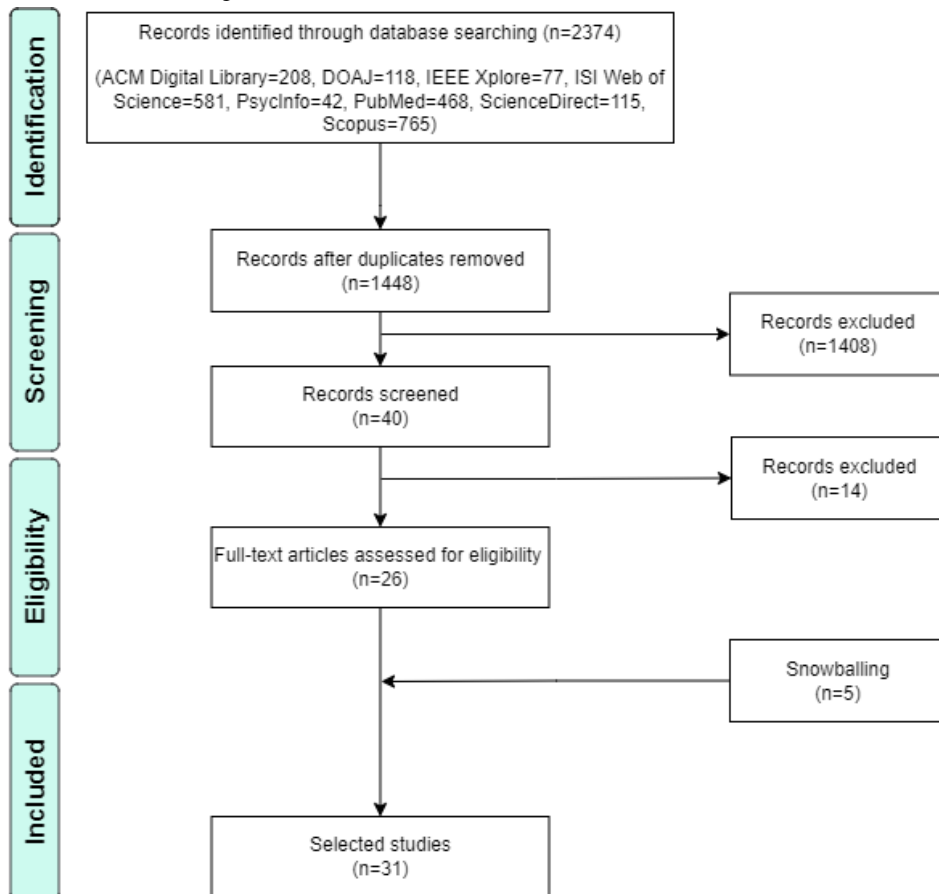 Identification
Records identified through database searching (n=2374)
(ACM Digital Library=208, DOAJ=118, IEEE Xplore=77, ISI Web of
Science=581, PsycInfo=42, PubMed=468, ScienceDirect=115,
Scopus=765)
Screening
Records after duplicates removed
(n=1448)
Records excluded
(n=1408)
Records screened
(n=40)
Eligibility
Records excluded
(n=14)
Full-text articles assessed for eligibility
(n=26)
Snowballing
(n=5)
Included
Selected studies
(n=31)